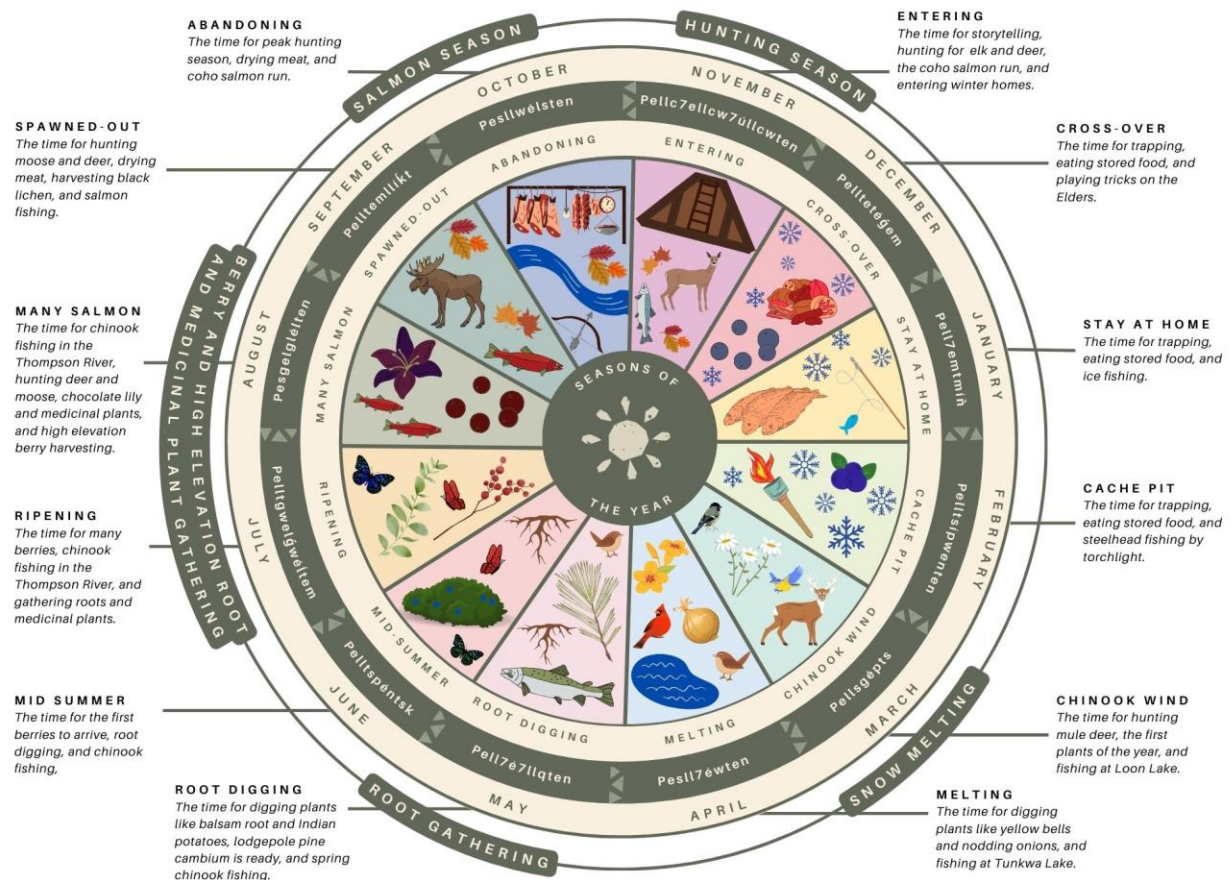 ABANDONING
The time for peak hunting
season, drying meat, and
coho salmon run.
ENTERING
The time for storytelling,
hunting for elk and deer,
the coho salmon run, and
entering winter homes.
SPAWNED-OUT
The time for hunting
moose and deer, drying
meat, harvesting black
lichen, and salmon
fishing.
CROSS-OVER
The time for trapping,
eating stored food, and
playing tricks on the
Elders.
MANY SALMON
The time for chinook
fishing in the
Thompson River,
hunting deer and
moose, chocolate lily
and medicinal plants,
and high elevation
berry harvesting.
STAY AT HOME
The time for trapping,
eating stored food, and
ice fishing.
RIPENING
The time for many
berries, chinook
fishing in the
Thompson River, and
gathering roots and
medicinal plants.
CACHE PIT
The time for trapping,
eating stored food, and
steelhead fishing by
torchlight.
MID SUMMER
The time for the first
berries to arrive, root
digging, and chinook
fishing,
CHINOOK WIND
The time for hunting
mule deer, the first
plants of the year, and
fishing at Loon Lake.
ROOT DIGGING
The time for digging plants
like balsam root and Indian
potatoes, lodgepole pine
cambium is ready, and spring
chinook fishing.
MELTING
The time for digging
plants like yellow bells
and nodding onions, and
fishing at Tunkwa Lake.
SALMON SEASON
HUNTING SEASON
SNOW MELTING
ROOT GATHERING
BERRY AND HIGH ELEVATION ROOT
AND MEDICINAL PLANT GATHERING
NOVEMBER
DECEMBER
JANUARY
FEBRUARY
MARCH
APRIL
MAY
JUNE
JULY
AUGUST
SEPTEMBER
OCTOBER
Pellc7ellcw7úllcwten
Pelltetéǵem
Pelltsipwenten
Pellsgépts
Pesll7éwten
Pell7é7llqten
Pelltspéntsk
Pelltgwelgwéltem
Pesgelglélten
Pelltemllíkt
Pesllwélsten
ENTERING
CROSS-OVER
STAY AT HOME
CACHE PIT
CHINOOK WIND
MELTING
ROOT DIGGING
MID-SUMMER
RIPENING
MANY SALMON
SPAWNED-OUT
ABANDONING
SEASONS OF
THE YEAR